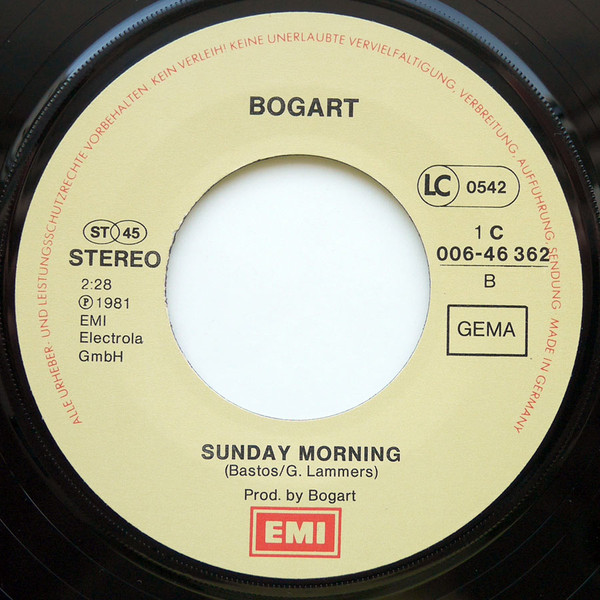 ALLE URHEBER- UND LEISTUNGSSCHUTZRECHTE VORBEHALTEN. KEIN VERLEIH! KEINE UNERLAUBTE VERVIELFÄLTIGUNG, VERBREITUNG, AUFFÜHRUNG, SENDUNG MADE IN GERMANY
BOGART
LC 0542
ST 45
STEREO
1 C
006-46 362
B
2:28
Ⓟ 1981
EMI
Electrola
GmbH
GEMA
SUNDAY MORNING
(Bastos/G. Lammers)
Prod. by Bogart
EMI